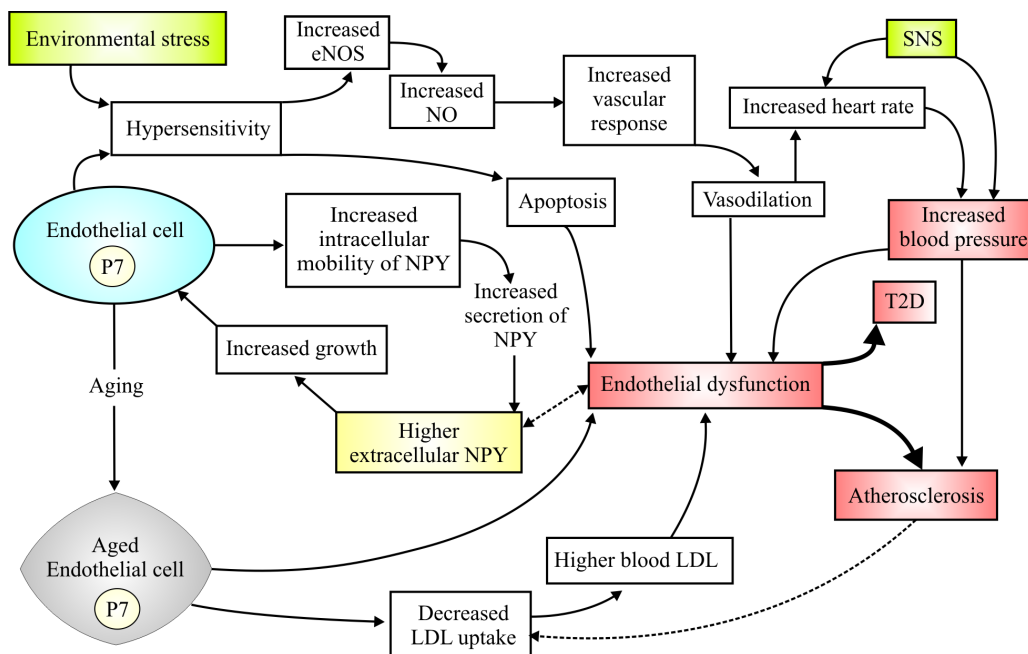 Environmental stress
Increased
eNOS
SNS
Increased
NO
Increased
vascular
response
Increased heart rate
Hypersensitivity
Apoptosis
Vasodilation
Increased
blood pressure
Endothelial cell
P7
Increased
intracellular
mobility of NPY
Increased
secretion of
NPY
T2D
Increased growth
Aging
Endothelial dysfunction
Higher
extracellular NPY
Atherosclerosis
Aged
Endothelial cell
P7
Higher blood LDL
Decreased
LDL uptake